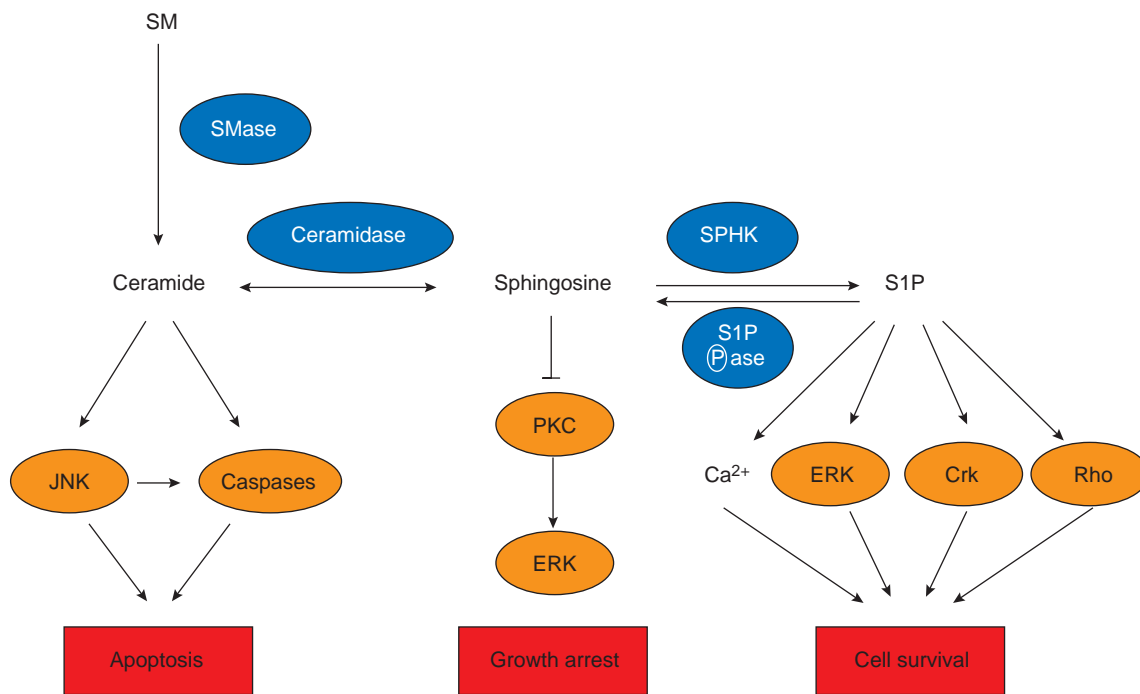 SM
SMase
Ceramidase
SPHK
Ceramide
Sphingosine
S1P
S1P
Pase
PKC
JNK
Caspases
Ca²⁺
ERK
Crk
Rho
ERK
Apoptosis
Growth arrest
Cell survival